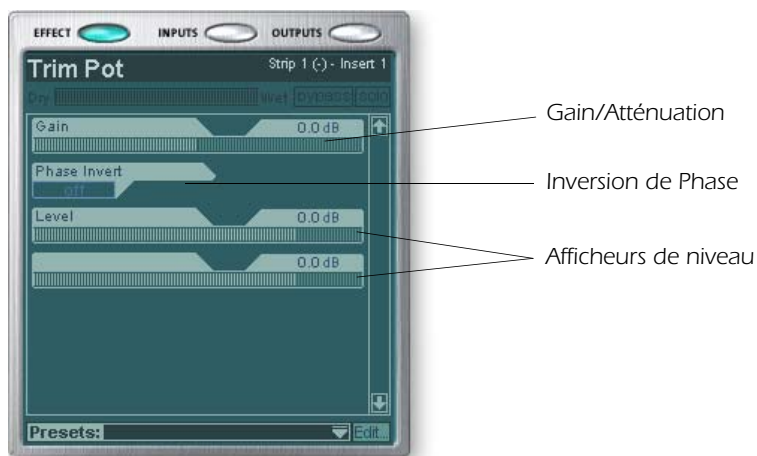 EFFECT INPUTS OUTPUTS
Trim Pot Strip 1 (-) - Insert 1
Dry Wet bypass solo
Gain 0.0 dB
Phase Invert
off
Level 0.0 dB
0.0 dB
Presets: Edit...
Gain/Atténuation
Inversion de Phase
Afficheurs de niveau